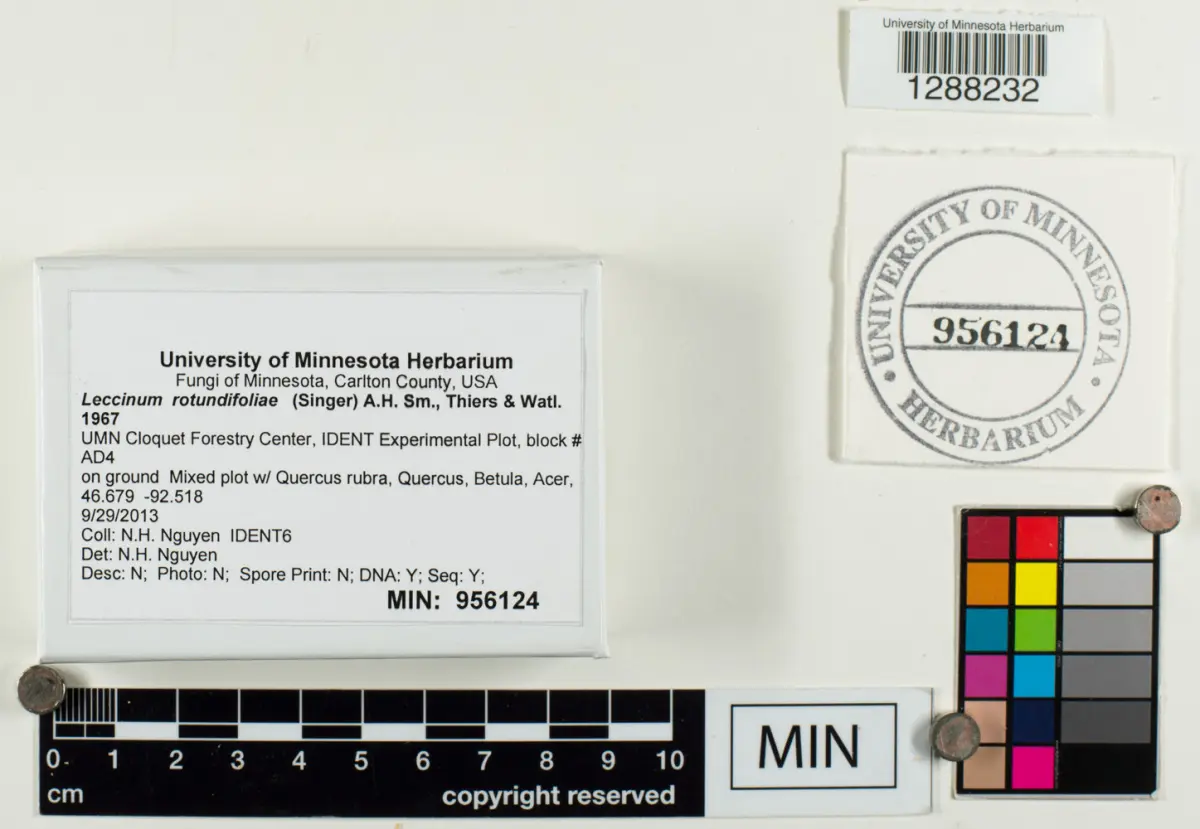 University of Minnesota Herbarium
1288232
UNIVERSITY OF MINNESOTA
956124
• HERBARIUM •
University of Minnesota Herbarium
Fungi of Minnesota, Carlton County, USA
Leccinum rotundifoliae (Singer) A.H. Sm., Thiers & Watl.
1967
UMN Cloquet Forestry Center, IDENT Experimental Plot, block #
AD4
on ground Mixed plot w/ Quercus rubra, Quercus, Betula, Acer,
46.679 -92.518
9/29/2013
Coll: N.H. Nguyen IDENT6
Det: N.H. Nguyen
Desc: N; Photo: N; Spore Print: N; DNA: Y; Seq: Y;
MIN: 956124
0 1 2 3 4 5 6 7 8 9 10
cm copyright reserved
MIN